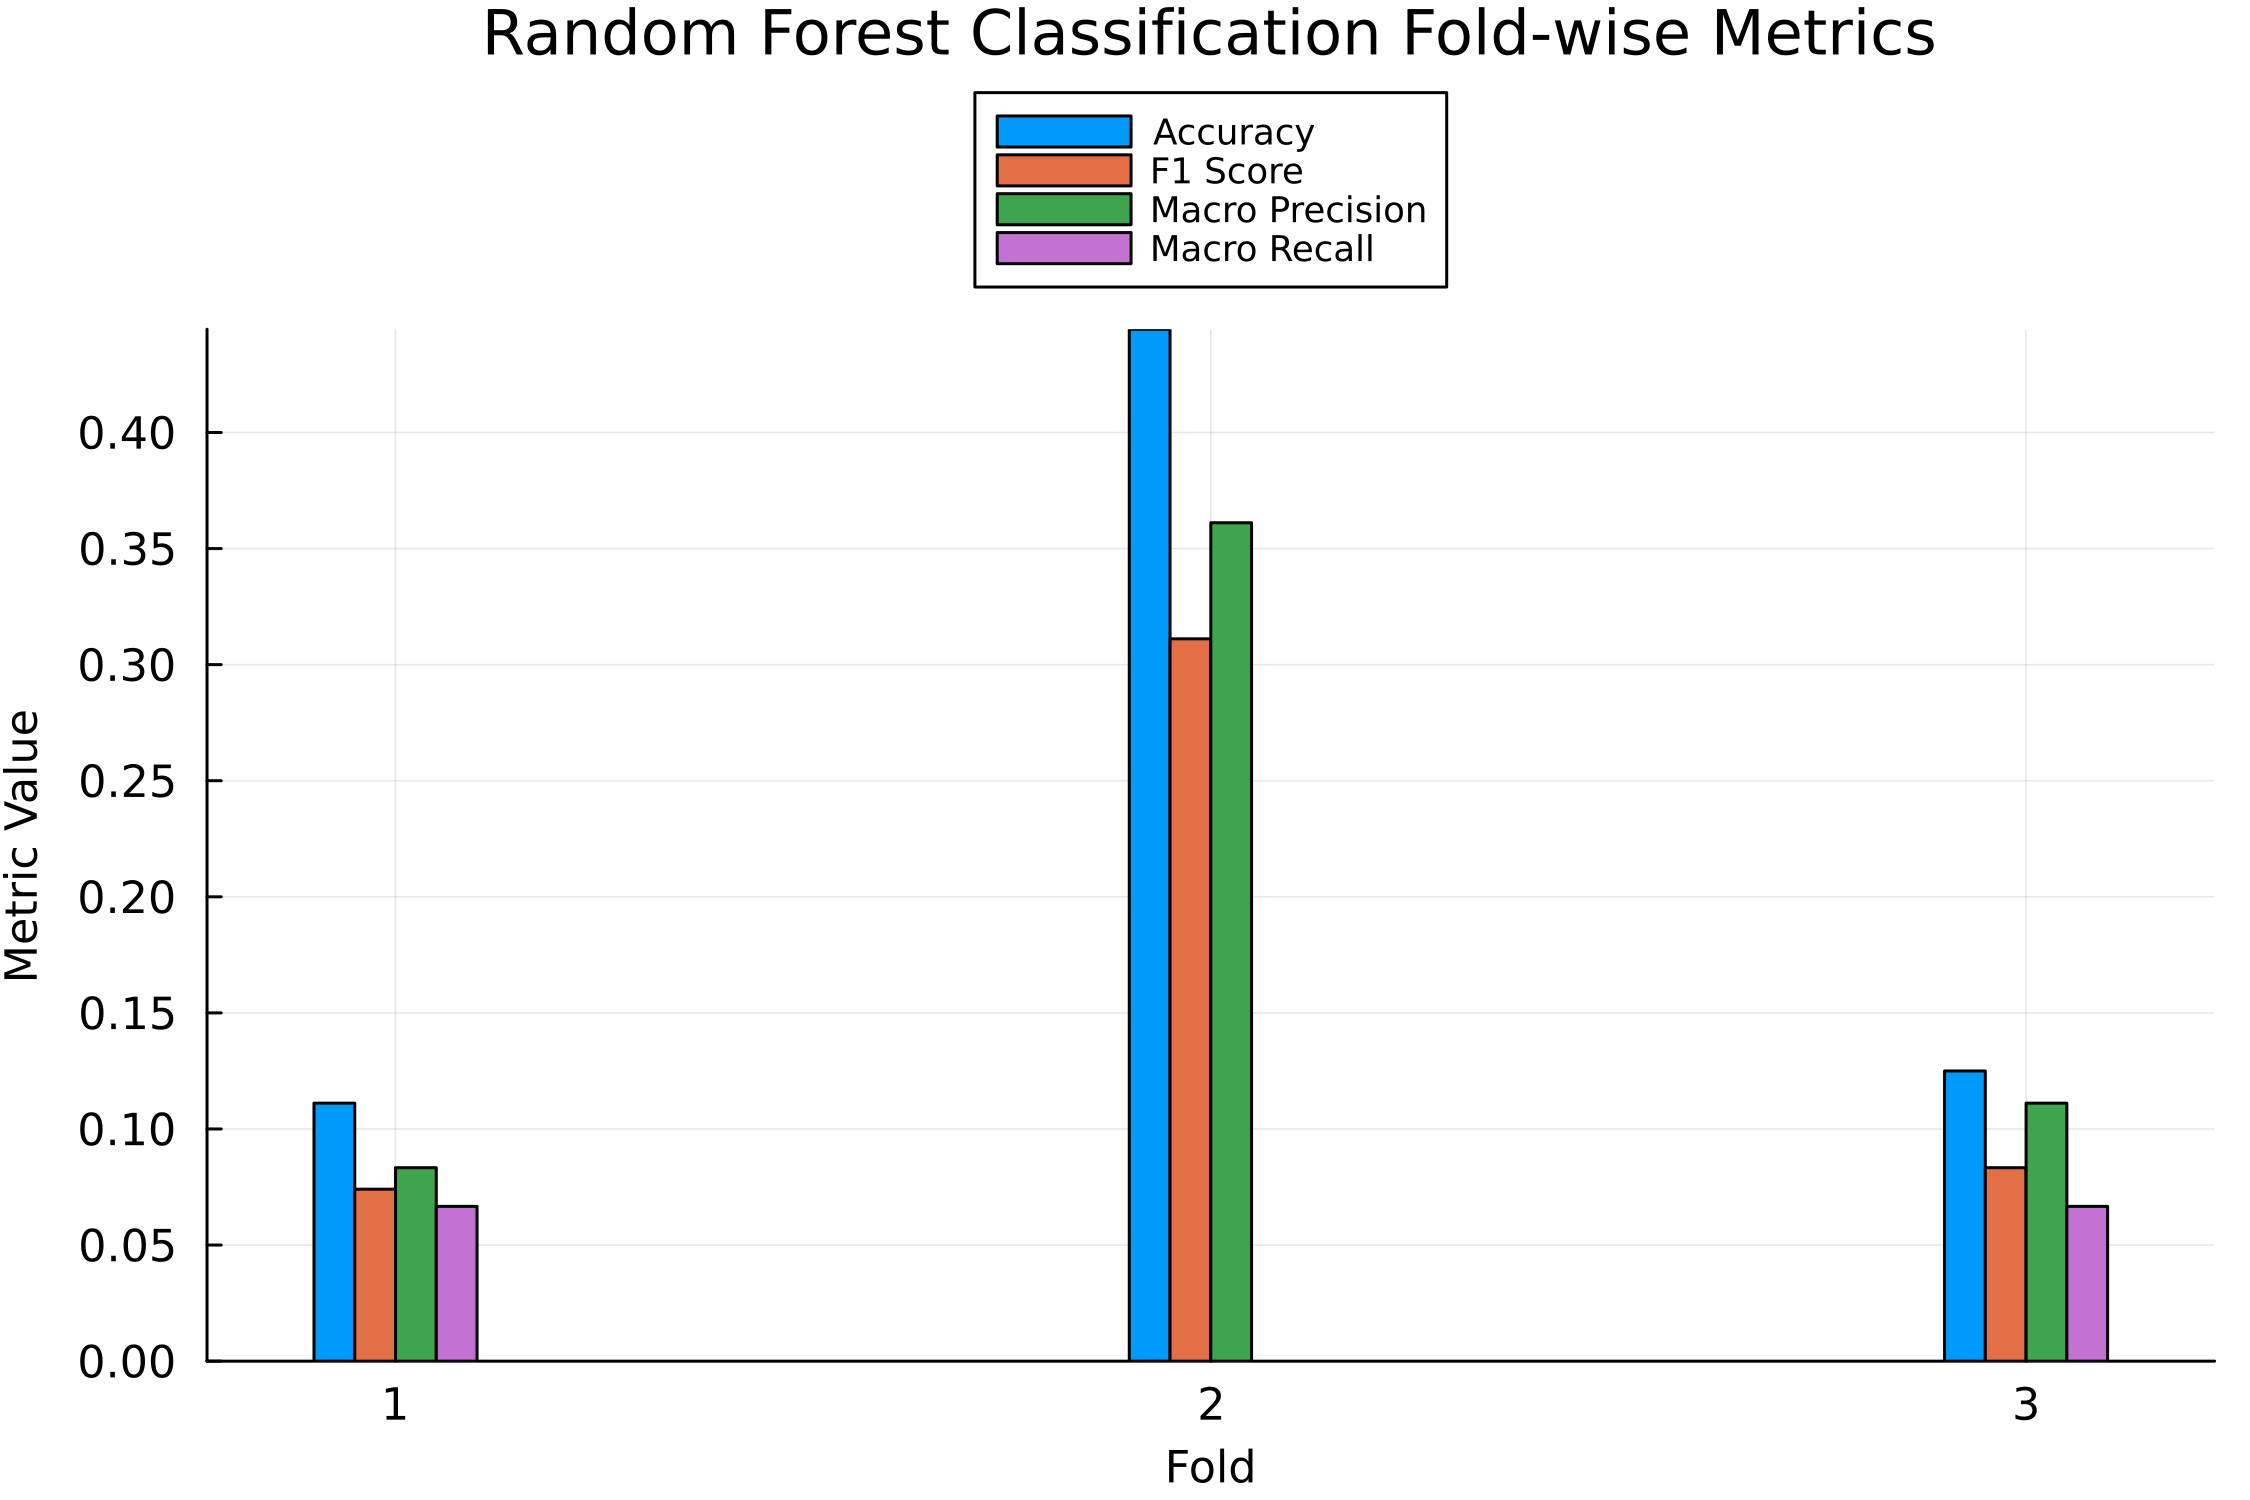 Random Forest Classification Fold-wise Metrics
Accuracy
F1 Score
Macro Precision
Macro Recall
0.40
0.35
0.30
0.25
0.20
0.15
0.10
0.05
0.00
Metric Value
1 2 3
Fold